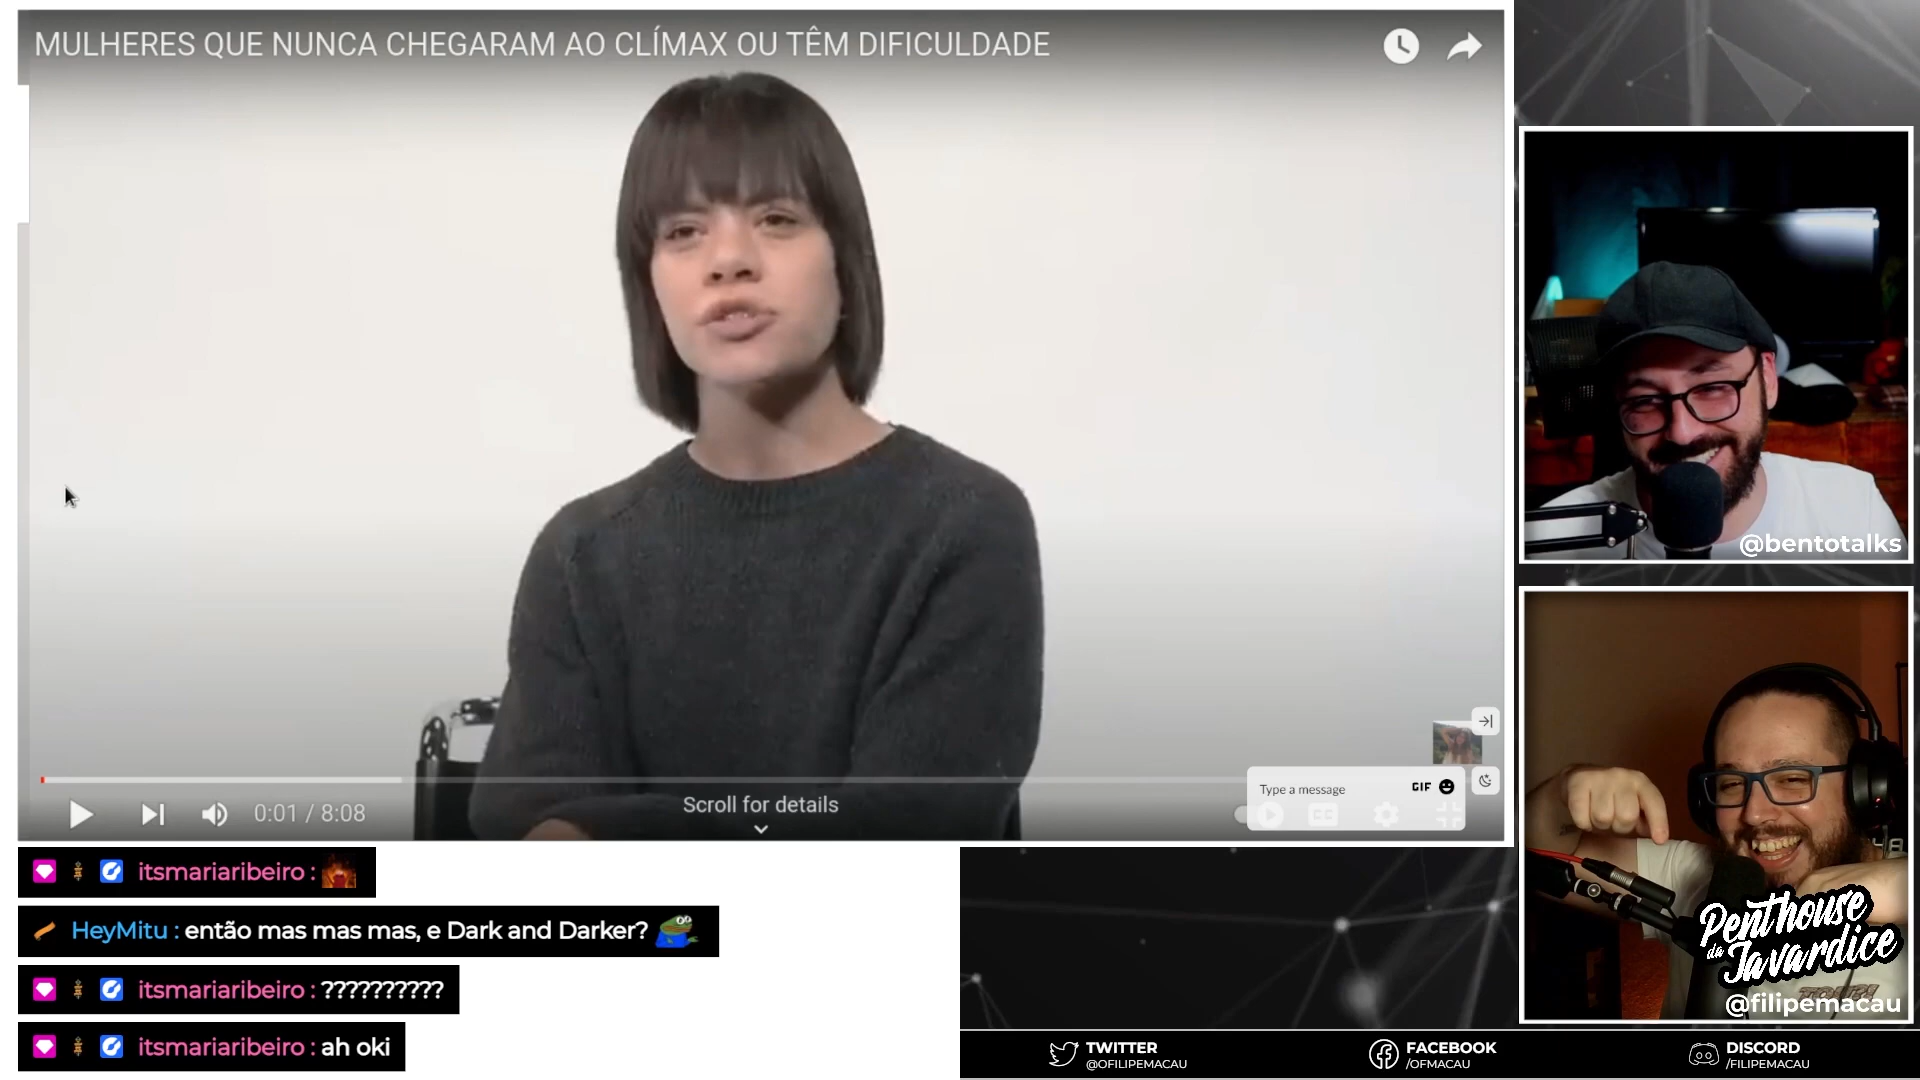 MULHERES QUE NUNCA CHEGARAM AO CLÍMAX OU TÊM DIFICULDADE
@bentotalks
Type a message GIF
0:01 / 8:08
Scroll for details
itsmariaribeiro :
HeyMitu : então mas mas mas, e Dark and Darker?
itsmariaribeiro : ??????????
itsmariaribeiro : ah oki
Penthouse
da Javardice
@filipemacau
TWITTER
@OFILIPEMACAU
FACEBOOK
/OFMACAU
DISCORD
/FILIPEMACAU